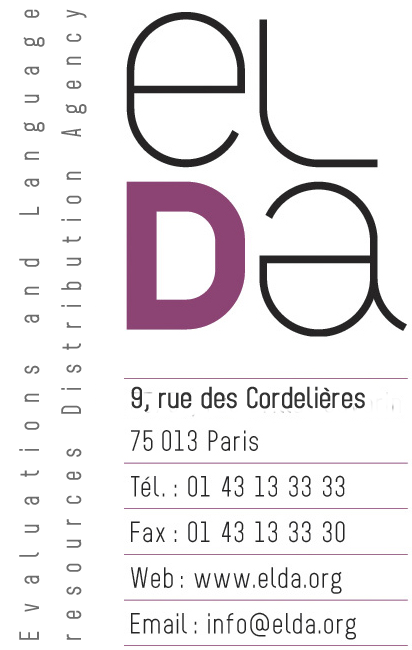 Evaluations and Language
resources Distribution Agency
eL
Da
9, rue des Cordelières
75 013 Paris
Tél. : 01 43 13 33 33
Fax : 01 43 13 33 30
Web : www.elda.org
Email : info@elda.org